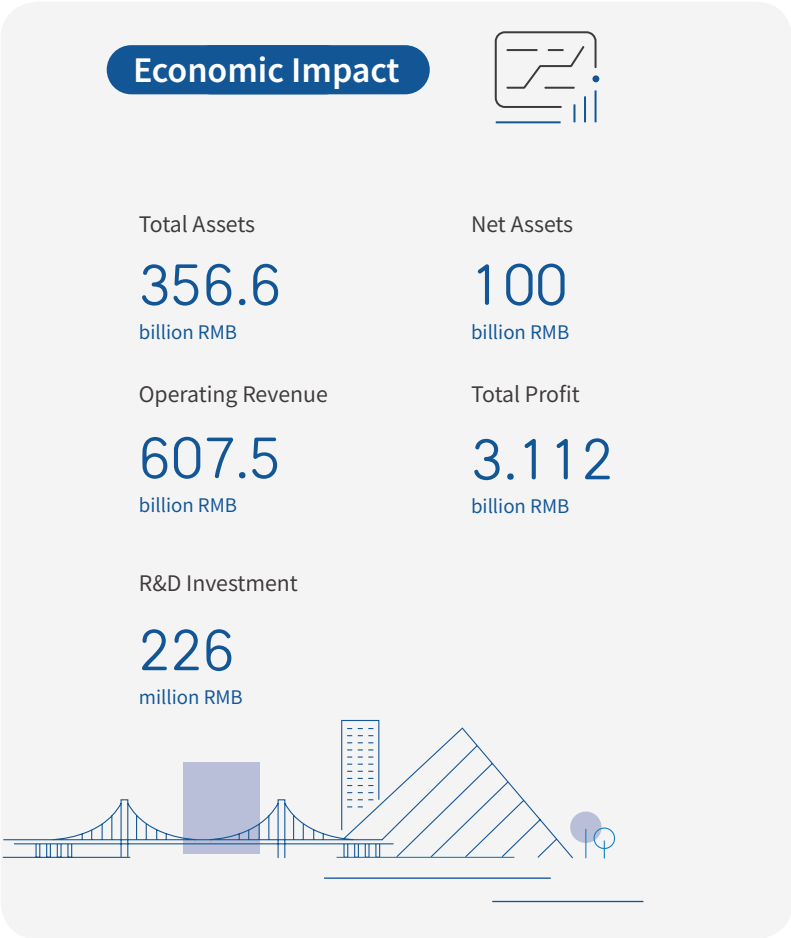 Economic Impact
Total Assets
356.6
billion RMB
Net Assets
100
billion RMB
Operating Revenue
607.5
billion RMB
Total Profit
3.112
billion RMB
R&D Investment
226
million RMB